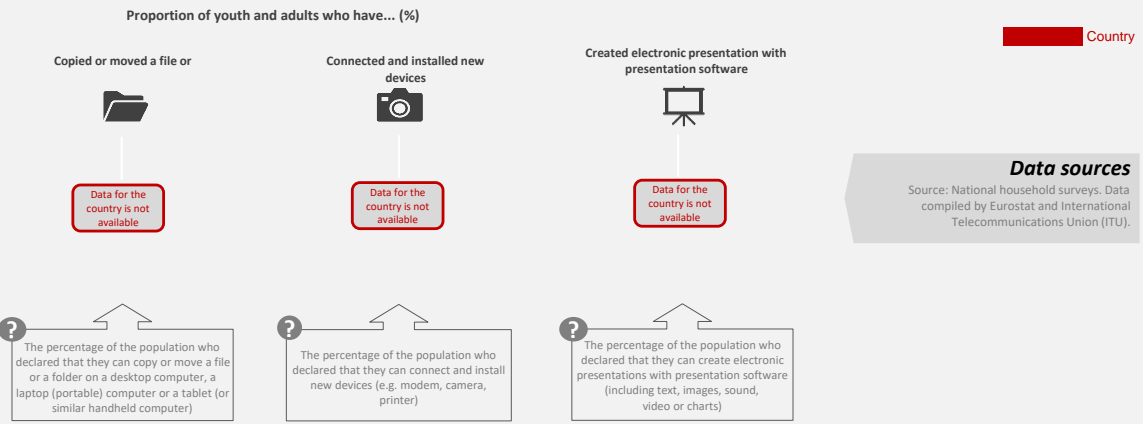 Proportion of youth and adults who have... (%)
Country
Copied or moved a file or
Connected and installed new
devices
Created electronic presentation with
presentation software
Data for the
country is not
available
Data for the
country is not
available
Data for the
country is not
available
Data sources
Source: National household surveys. Data
compiled by Eurostat and International
Telecommunications Union (ITU).
?
The percentage of the population who
declared that they can copy or move a file
or a folder on a desktop computer, a
laptop (portable) computer or a tablet (or
similar handheld computer)
?
The percentage of the population who
declared that they can connect and install
new devices (e.g. modem, camera,
printer)
?
The percentage of the population who
declared that they can create electronic
presentations with presentation software
(including text, images, sound,
video or charts)